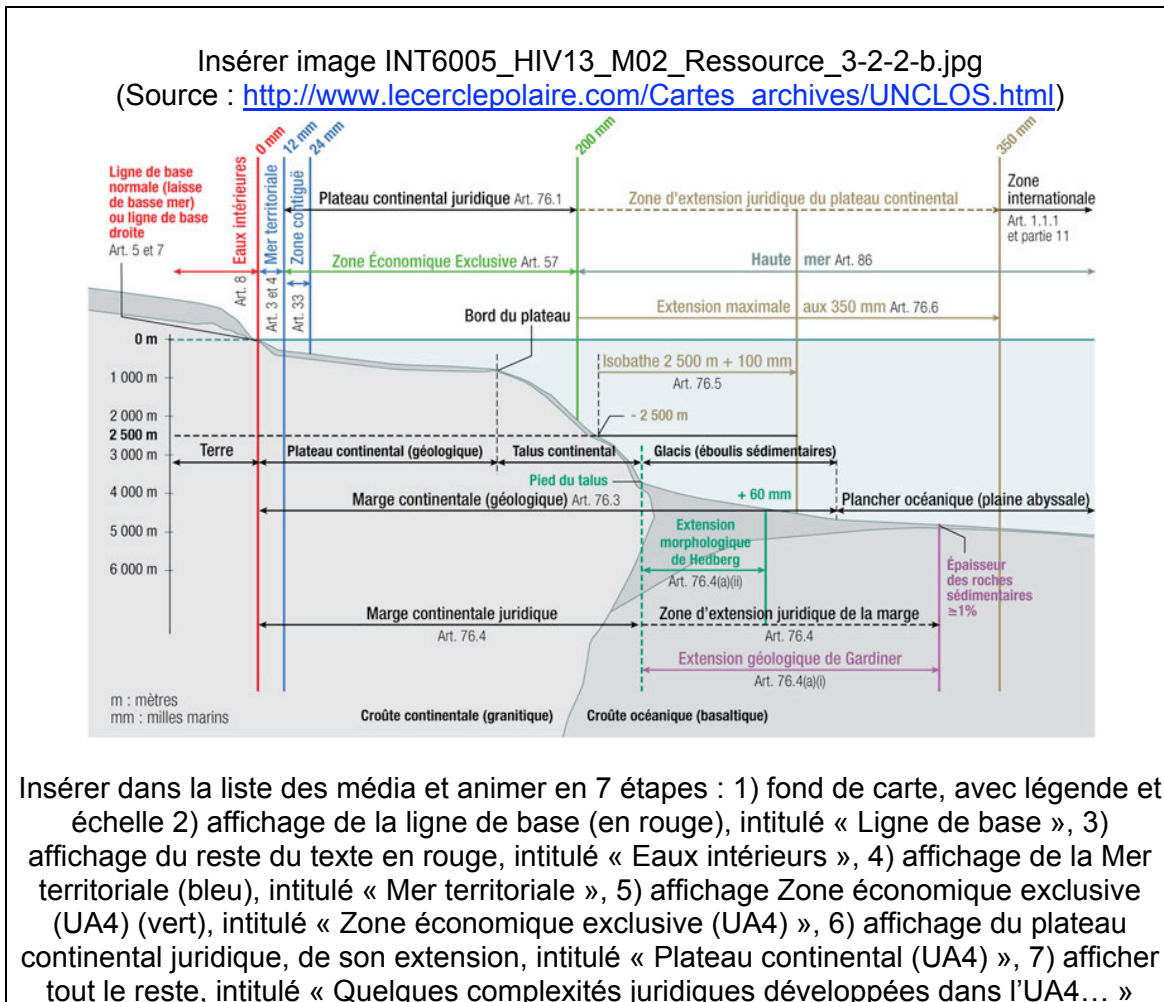 Insérer image INT6005_HIV13_M02_Ressource_3-2-2-b.jpg
(Source : http://www.lecerclepolaire.com/Cartes_archives/UNCLOS.html)
0 mm
12 mm
24 mm
200 mm
350 mm
Ligne de base
normale (laisse
de basse mer)
ou ligne de base
droite
Art. 5 et 7
Art. 8 Eaux intérieures
Art. 3 et 4 Mer territoriale
Art. 33 Zone contiguë
Plateau continental juridique Art. 76.1
Zone d'extension juridique du plateau continental
Zone
internationale
Art. 1.1.1
et partie 11
Zone Économique Exclusive Art. 57
Haute mer Art. 86
Bord du plateau
Extension maximale aux 350 mm Art. 76.6
0 m
1 000 m
2 000 m
2 500 m
3 000 m
4 000 m
5 000 m
6 000 m
Isobathe 2 500 m + 100 mm
Art. 76.5
- 2 500 m
Terre
Plateau continental (géologique)
Talus continental
Glacis (éboulis sédimentaires)
Pied du talus
+ 60 mm
Marge continentale (géologique) Art. 76.3
Plancher océanique (plaine abyssale)
Extension
morphologique
de Hedberg
Art. 76.4(a)(ii)
Épaisseur
des roches
sédimentaires
≥1%
Marge continentale juridique
Art. 76.4
Zone d'extension juridique de la marge
Art. 76.4
Extension géologique de Gardiner
Art. 76.4(a)(i)
m : mètres
mm : milles marins
Croûte continentale (granitique)
Croûte océanique (basaltique)
Insérer dans la liste des média et animer en 7 étapes : 1) fond de carte, avec légende et
échelle 2) affichage de la ligne de base (en rouge), intitulé « Ligne de base », 3)
affichage du reste du texte en rouge, intitulé « Eaux intérieurs », 4) affichage de la Mer
territoriale (bleu), intitulé « Mer territoriale », 5) affichage Zone économique exclusive
(UA4) (vert), intitulé « Zone économique exclusive (UA4) », 6) affichage du plateau
continental juridique, de son extension, intitulé « Plateau continental (UA4) », 7) afficher
tout le reste, intitulé « Quelques complexités juridiques développées dans l'UA4… »